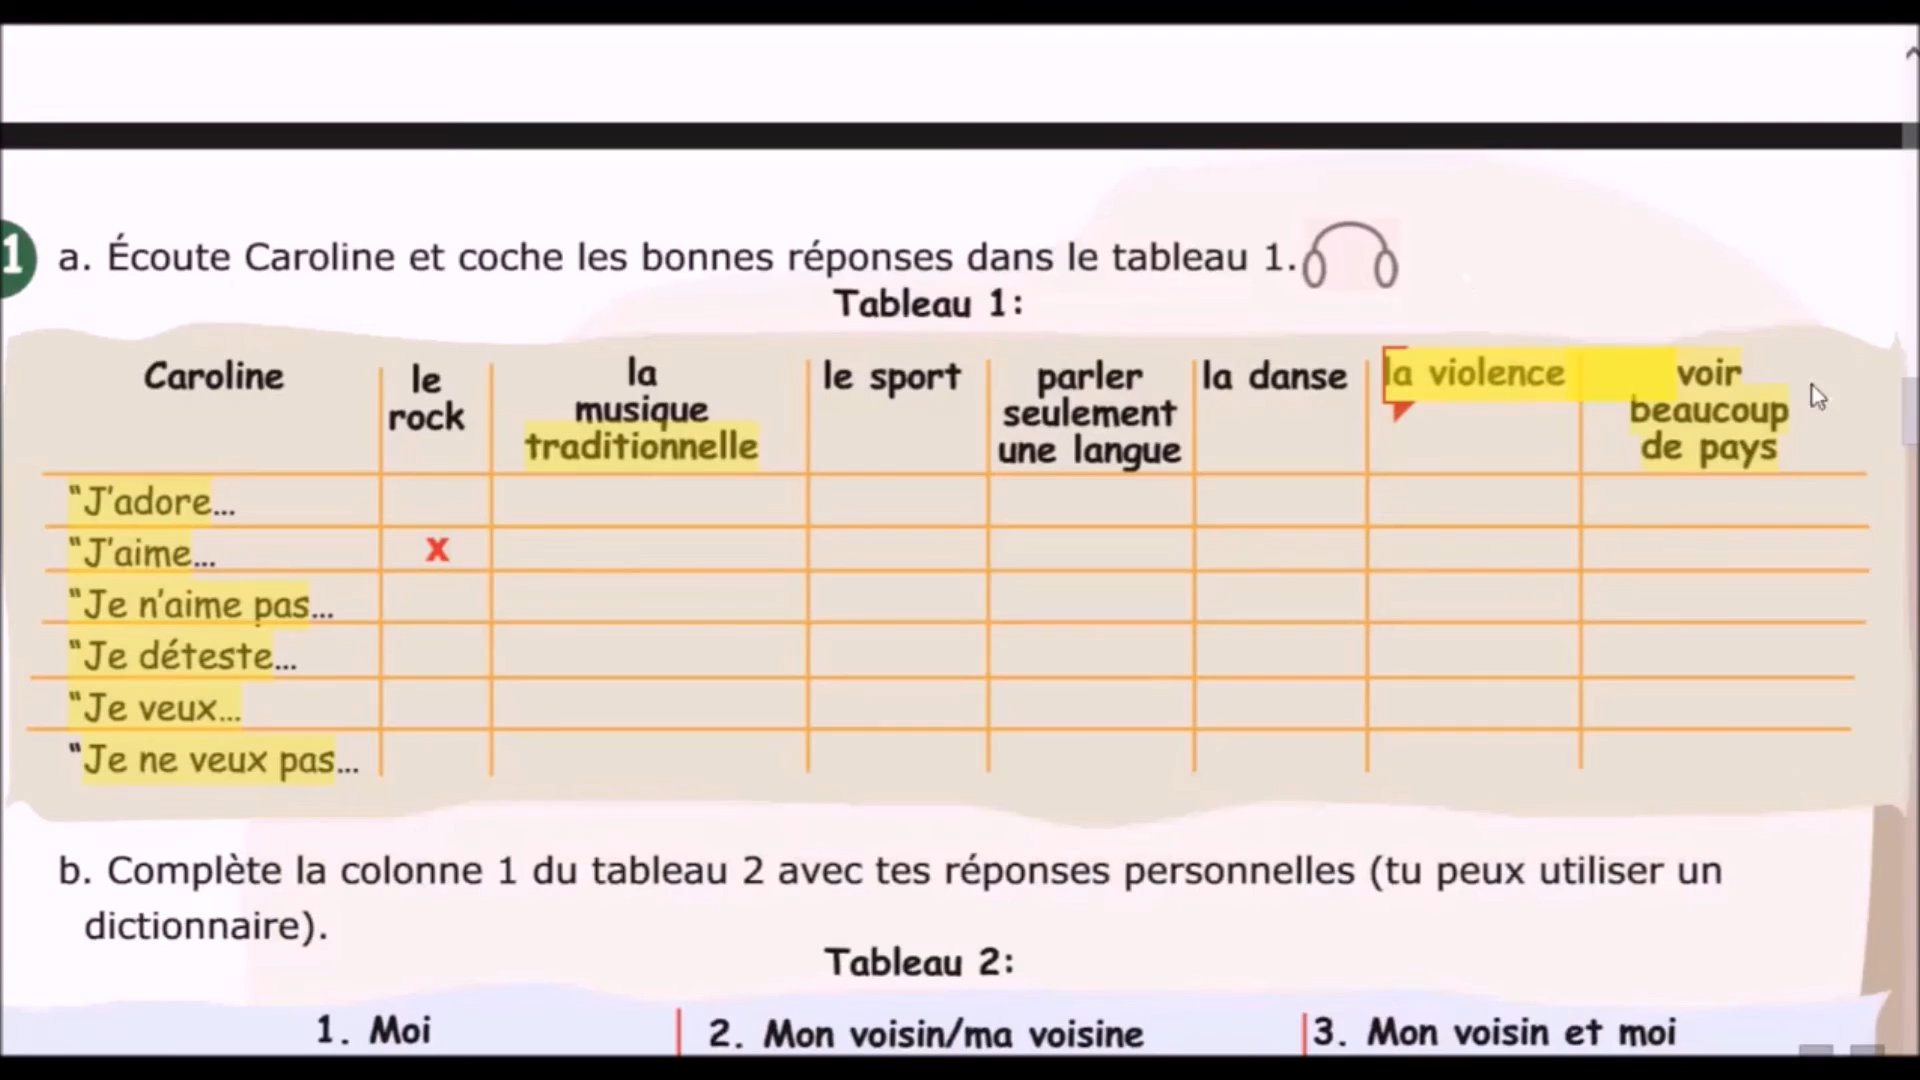 1 a. Écoute Caroline et coche les bonnes réponses dans le tableau 1.
Tableau 1:
Caroline
le
rock
la
musique
traditionnelle
le sport
parler
seulement
une langue
la danse
la violence
voir
beaucoup
de pays
"J'adore...
"J'aime... x
"Je n'aime pas...
"Je déteste...
"Je veux...
"Je ne veux pas...
b. Complète la colonne 1 du tableau 2 avec tes réponses personnelles (tu peux utiliser un
dictionnaire).
Tableau 2:
1. Moi
2. Mon voisin/ma voisine
3. Mon voisin et moi